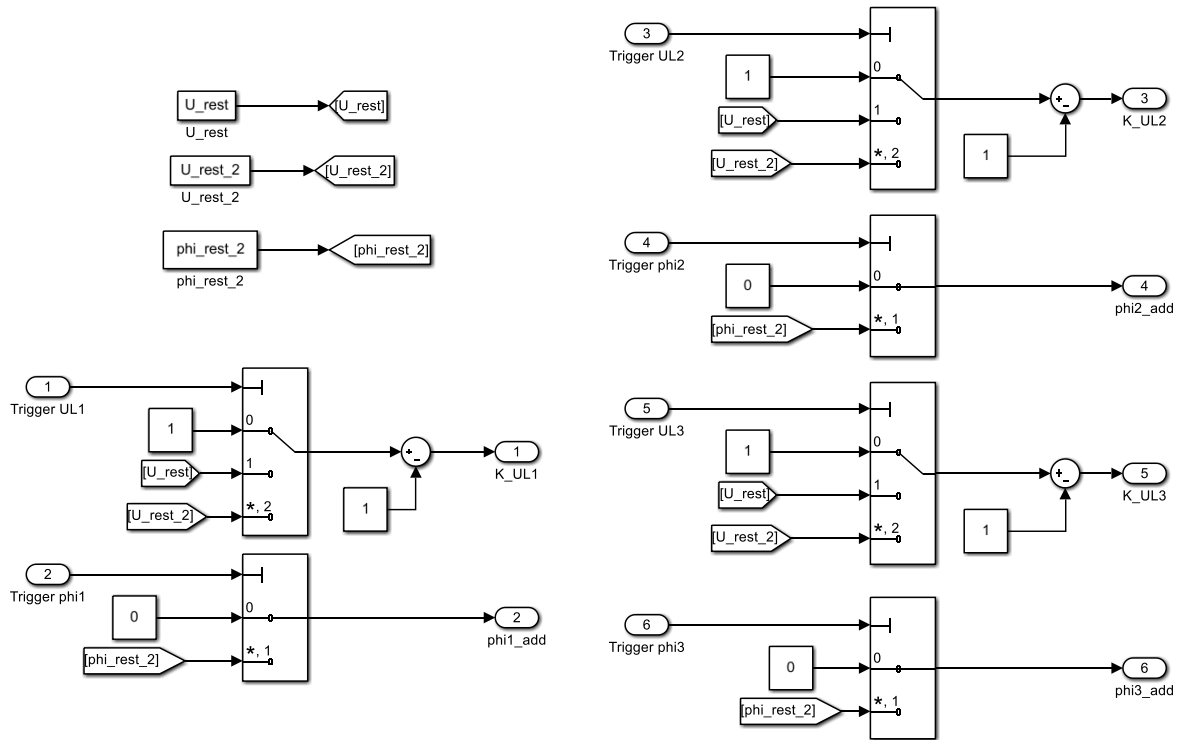 U_rest
[U_rest]
U_rest
U_rest_2
[U_rest_2]
U_rest_2
phi_rest_2
[phi_rest_2]
phi_rest_2
1
Trigger UL1
0
1
[U_rest]
1
[U_rest_2]
*, 2
1
+
−
1
K_UL1
2
Trigger phi1
0
0
[phi_rest_2]
*, 1
2
phi1_add
3
Trigger UL2
0
1
[U_rest]
1
[U_rest_2]
*, 2
1
+
−
3
K_UL2
4
Trigger phi2
0
0
[phi_rest_2]
*, 1
4
phi2_add
5
Trigger UL3
0
1
[U_rest]
1
[U_rest_2]
*, 2
1
+
−
5
K_UL3
6
Trigger phi3
0
0
[phi_rest_2]
*, 1
6
phi3_add